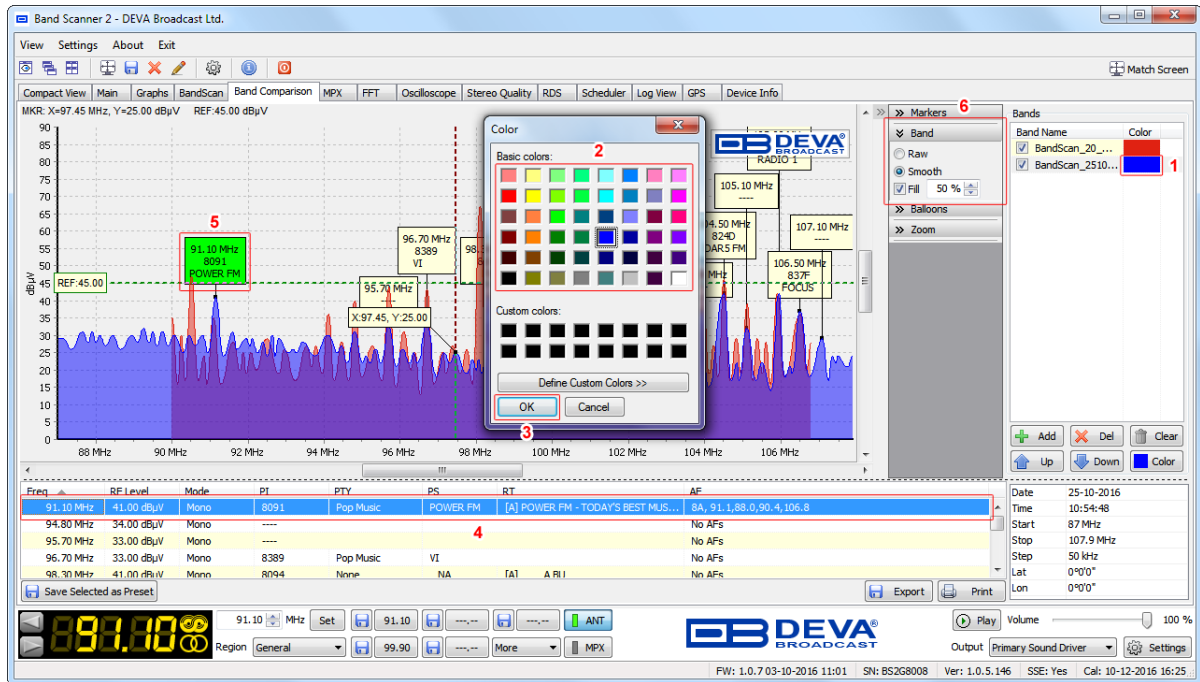 Band Scanner 2 - DEVA Broadcast Ltd.
View Settings About Exit
Match Screen
Compact View Main Graphs BandScan Band Comparison MPX FFT Oscilloscope Stereo Quality RDS Scheduler Log View GPS Device Info
MKR: X=97.45 MHz, Y=25.00 dBµV REF:45.00 dBµV
90
85
80
75
70
65
60
55
50
45
40
35
30
25
20
15
10
5
0
dBµV
REF:45.00
5
91.10 MHz
8091
POWER FM
95.70 MHz
----
96.70 MHz
8389
VI
X:97.45, Y:25.00
98.
DEVA
BROADCAST
RADIO 1
105.10 MHz
----
4.50 MHz
824D
DAR5 FM
MHz
107.10 MHz
----
106.50 MHz
837F
FOCUS
88 MHz 90 MHz 92 MHz 94 MHz 96 MHz 98 MHz 100 MHz 102 MHz 104 MHz 106 MHz
Color
2
Basic colors:
Custom colors:
Define Custom Colors >>
OK Cancel
3
6
Markers
Band
Raw
Smooth
Fill 50 %
Balloons
Zoom
Bands
Band Name Color
BandScan_20_...
BandScan_2510...
1
Add Del Clear
Up Down Color
Freq RF Level Mode PI PTY PS RT AF
91.10 MHz 41.00 dBµV Mono 8091 Pop Music POWER FM [A] POWER FM - TODAY'S BEST MUS... 8A, 91.1,88.0,90.4,106.8
94.80 MHz 34.00 dBµV Mono ---- No AFs
4
95.70 MHz 33.00 dBµV Mono ---- No AFs
96.70 MHz 33.00 dBµV Mono 8389 Pop Music VI No AFs
98.30 MHz 41.00 dBµV Mono 8094 None NA [A] A BU No AFs
Date 25-10-2016
Time 10:54:48
Start 87 MHz
Stop 107.9 MHz
Step 50 kHz
Lat 0º0'0"
Lon 0º0'0"
Save Selected as Preset
Export Print
91.10
91.10 MHz Set 91.10 ---,-- ---,-- ANT
Region General 99.90 ---,-- More MPX
DEVA®
BROADCAST
Play Volume 100 %
Output Primary Sound Driver Settings
FW: 1.0.7 03-10-2016 11:01 SN: BS2G8008 Ver: 1.0.5.146 SSE: Yes Cal: 10-12-2016 16:25